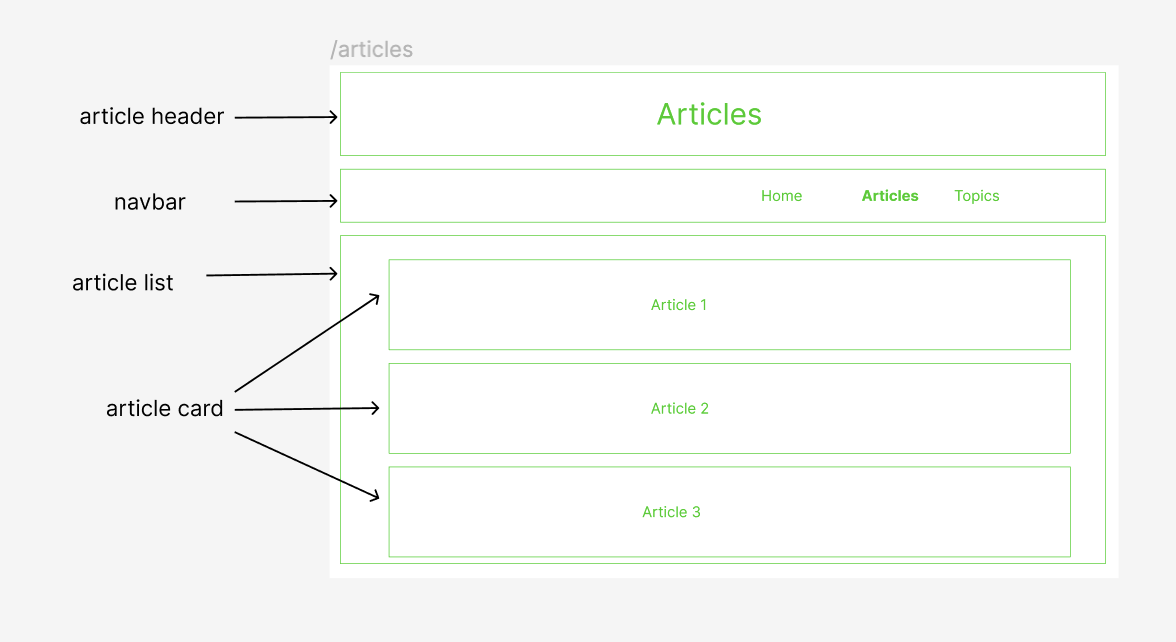 /articles
article header
Articles
navbar
Home Articles Topics
article list
Article 1
article card
Article 2
Article 3